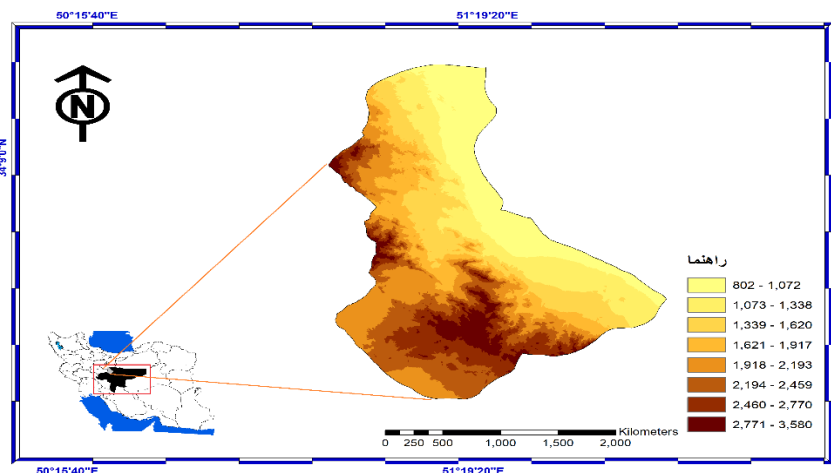 50°15'40"E 51°19'20"E
N
34°9'0"N
راهنما
802 - 1,072
1,073 - 1,338
1,339 - 1,620
1,621 - 1,917
1,918 - 2,193
2,194 - 2,459
2,460 - 2,770
2,771 - 3,580
Kilometers
0 250 500 1,000 1,500 2,000
50°15'40"E 51°19'20"E